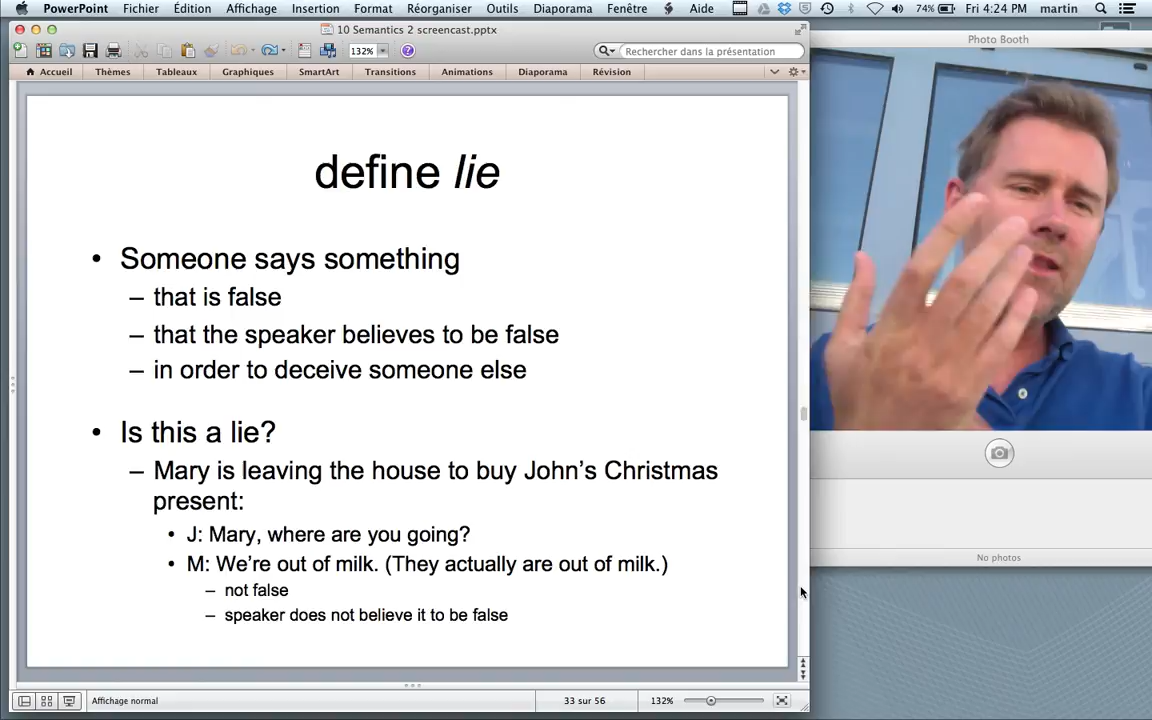 PowerPoint Fichier Édition Affichage Insertion Format Réorganiser Outils Diaporama Fenêtre Aide 74% Fri 4:24 PM martin
10 Semantics 2 screencast.pptx
Photo Booth
132% Rechercher dans la présentation
Accueil Thèmes Tableaux Graphiques SmartArt Transitions Animations Diaporama Révision
define lie
• Someone says something
– that is false
– that the speaker believes to be false
– in order to deceive someone else
• Is this a lie?
– Mary is leaving the house to buy John’s Christmas
present:
• J: Mary, where are you going?
• M: We’re out of milk. (They actually are out of milk.)
– not false
– speaker does not believe it to be false
No photos
Affichage normal 33 sur 56 132%